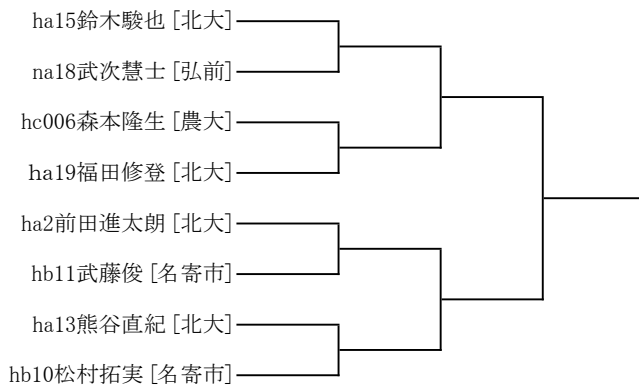 ha15鈴木駿也［北大］
na18武次慧士［弘前］
hc006森本隆生［農大］
ha19福田修登［北大］
ha2前田進太朗［北大］
hb11武藤俊［名寄市］
ha13熊谷直紀［北大］
hb10松村拓実［名寄市］